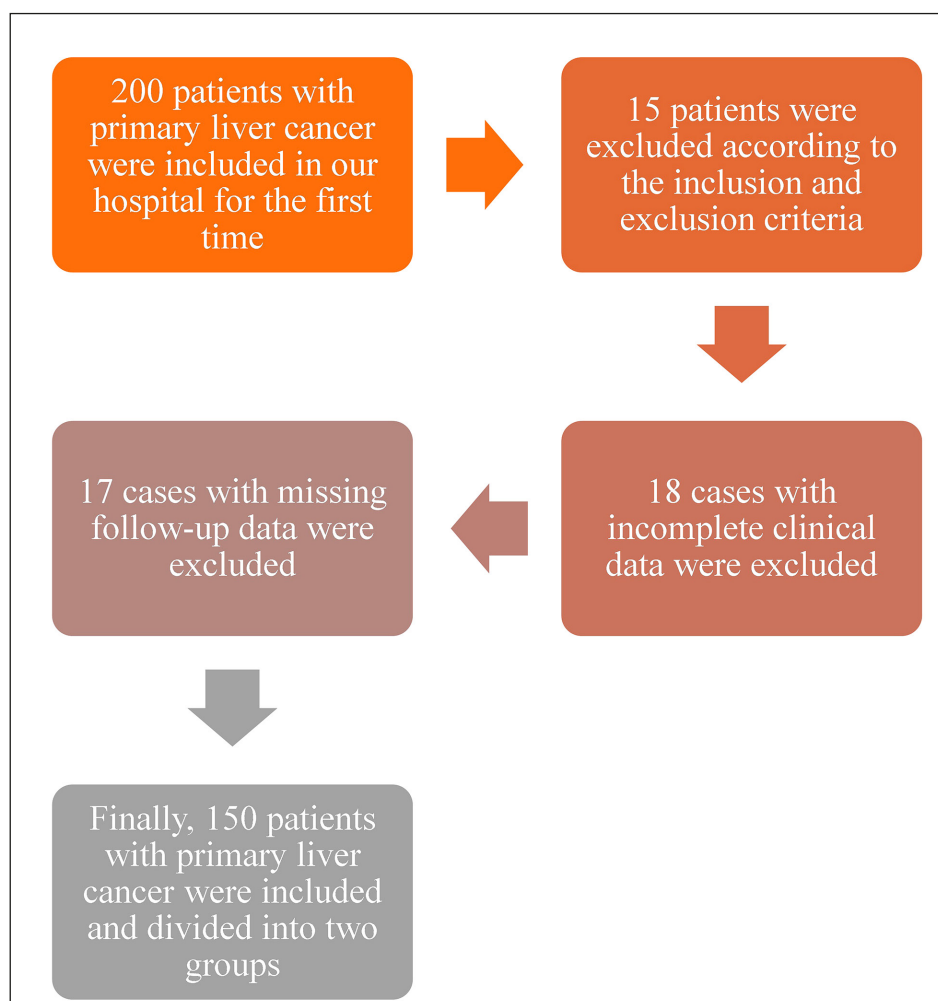 200 patients with
primary liver cancer
were included in our
hospital for the first
time
15 patients were
excluded according to
the inclusion and
exclusion criteria
18 cases with
incomplete clinical
data were excluded
17 cases with missing
follow-up data were
excluded
Finally, 150 patients
with primary liver
cancer were included
and divided into two
groups